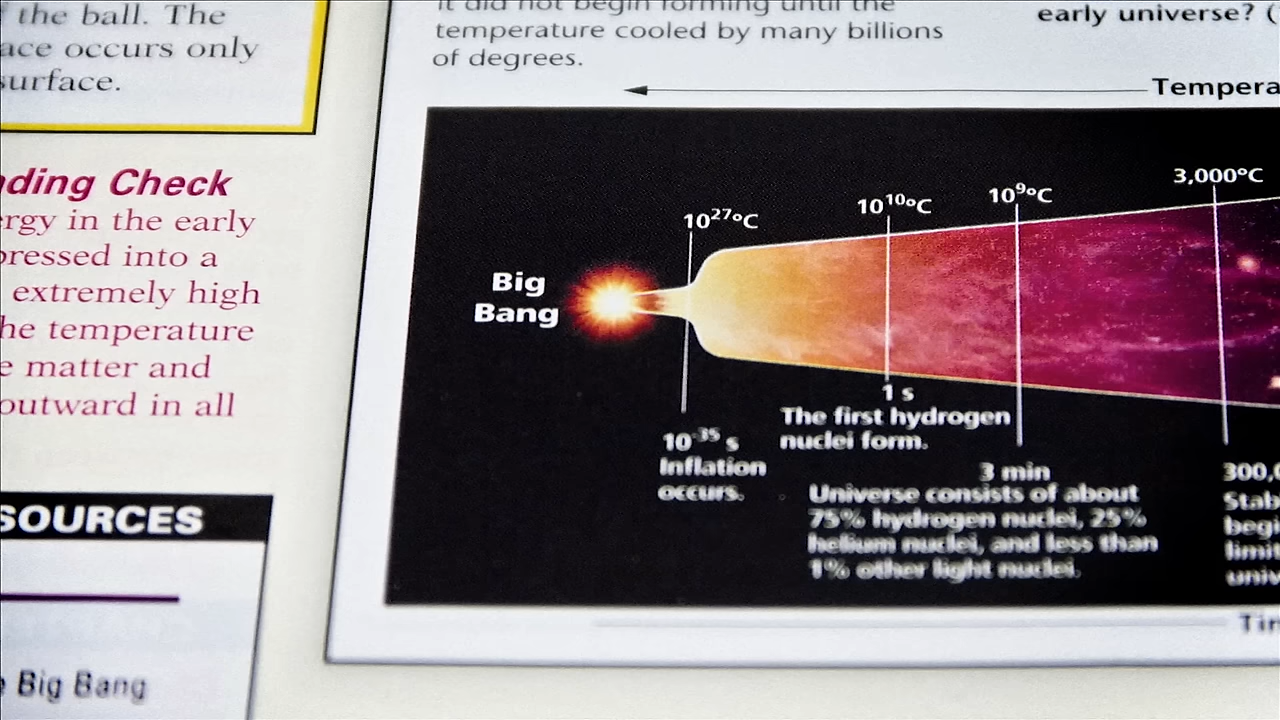 the ball. The
ace occurs only
surface.
ding Check
rgy in the early
pressed into a
extremely high
he temperature
e matter and
outward in all
SOURCES
Big Bang
it did not begin forming until the
temperature cooled by many billions
of degrees.
early universe? (
Tempera
10²⁷°C
10¹⁰°C
10⁹°C
3,000°C
Big
Bang
10⁻³⁵ s
Inflation
occurs.
1 s
The first hydrogen
nuclei form.
3 min
Universe consists of about
75% hydrogen nuclei, 25%
helium nuclei, and less than
1% other light nuclei.
300,0
Stab
begi
limit
univ
Tim